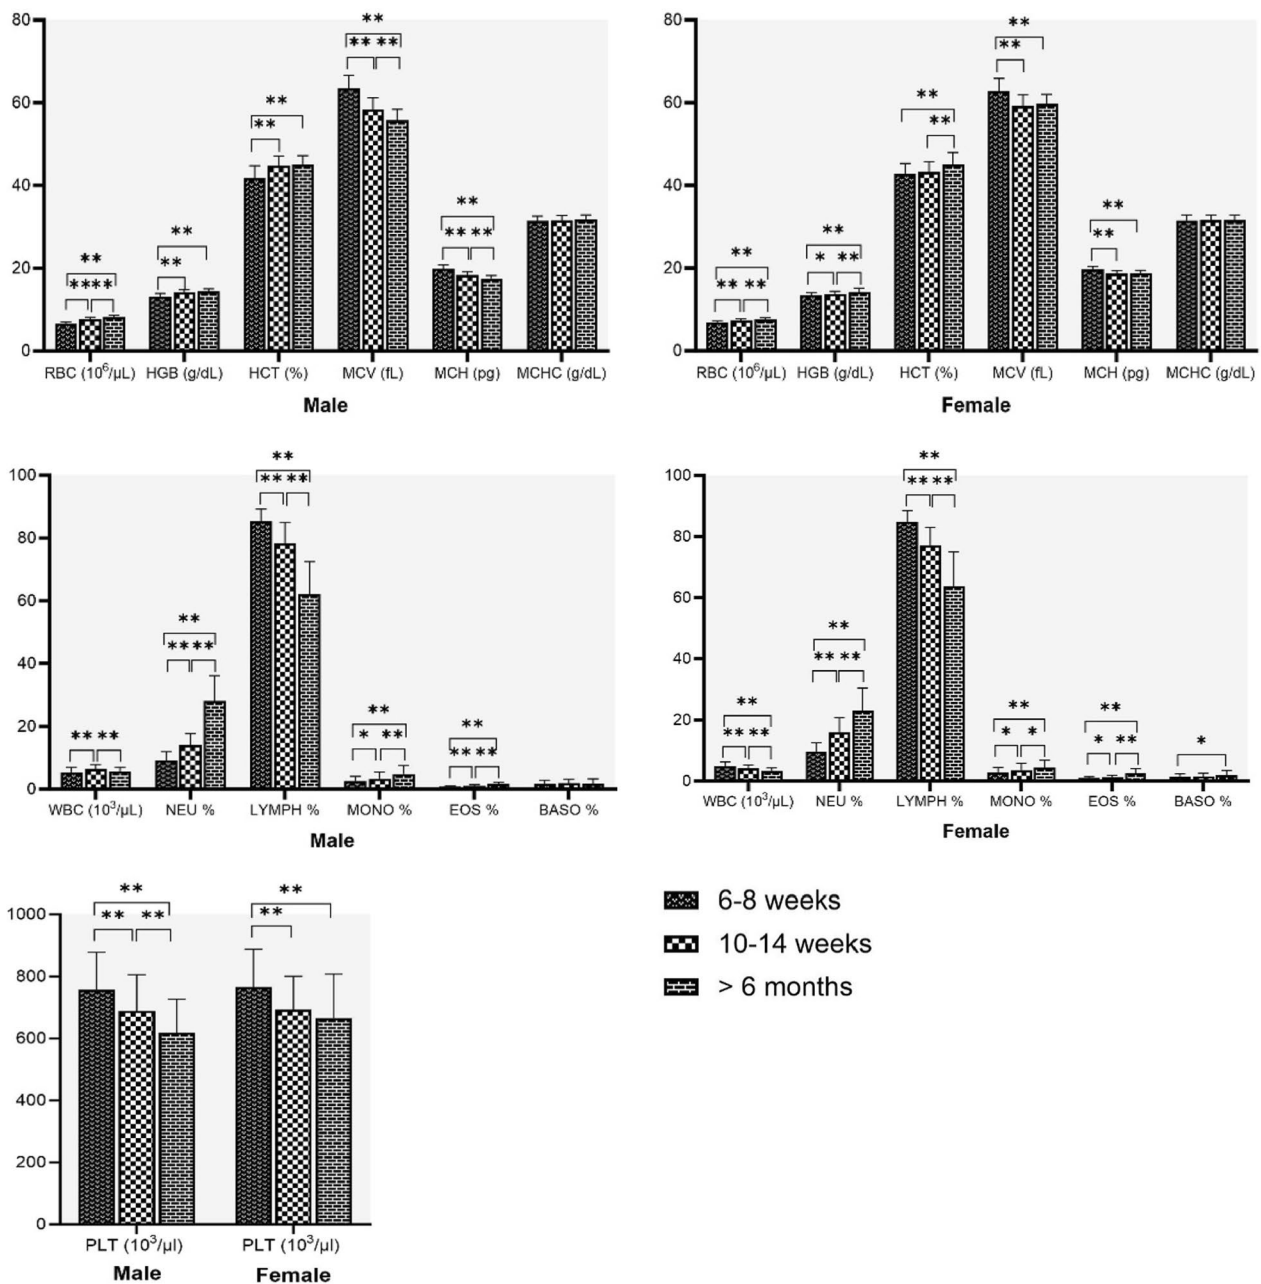 80
60
40
20
0
** ** ** ** ** ** ** ** ** ** ** ** ** **
RBC (10⁶/µL) HGB (g/dL) HCT (%) MCV (fL) MCH (pg) MCHC (g/dL)
Male
80
60
40
20
0
** ** ** ** * ** ** ** ** ** ** ** **
RBC (10⁶/µL) HGB (g/dL) HCT (%) MCV (fL) MCH (pg) MCHC (g/dL)
Female
100
80
60
40
20
0
** ** ** ** ** ** ** ** ** * ** ** ** **
WBC (10³/µL) NEU % LYMPH % MONO % EOS % BASO %
Male
100
80
60
40
20
0
** ** ** ** ** ** ** ** ** ** * * ** * ** *
WBC (10³/µL) NEU % LYMPH % MONO % EOS % BASO %
Female
1000
800
600
400
200
0
** ** ** ** **
PLT (10³/µl) PLT (10³/µl)
Male Female
6-8 weeks
10-14 weeks
> 6 months